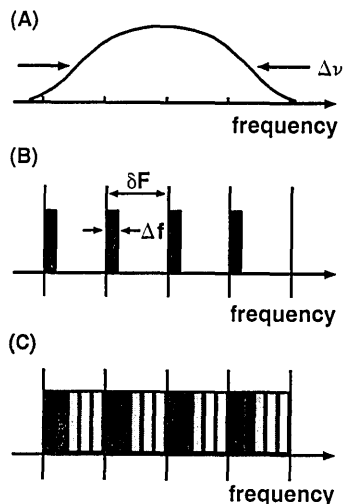 (A)
Δν
frequency
(B)
δF
Δf
frequency
(C)
frequency